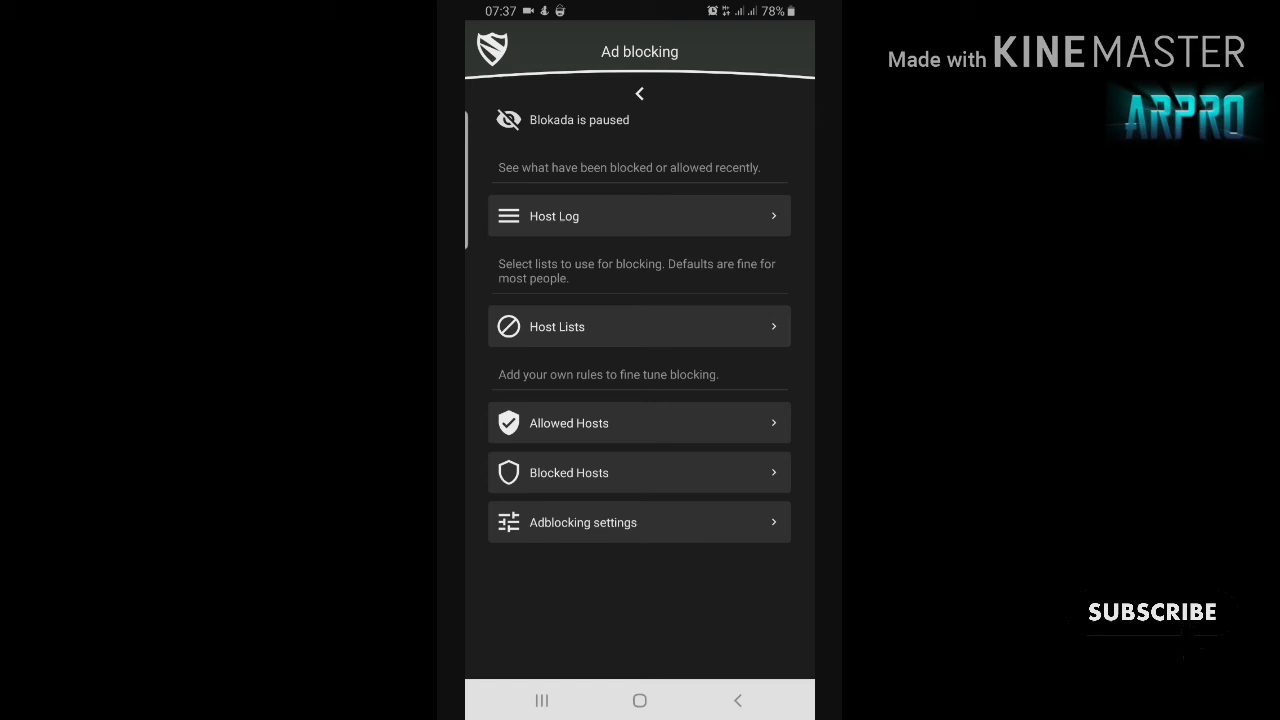 07:37
78%
Ad blocking
Made with KINEMASTER
ARPRO
Blokada is paused
See what have been blocked or allowed recently.
Host Log
Select lists to use for blocking. Defaults are fine for
most people.
Host Lists
Add your own rules to fine tune blocking.
Allowed Hosts
Blocked Hosts
Adblocking settings
SUBSCRIBE